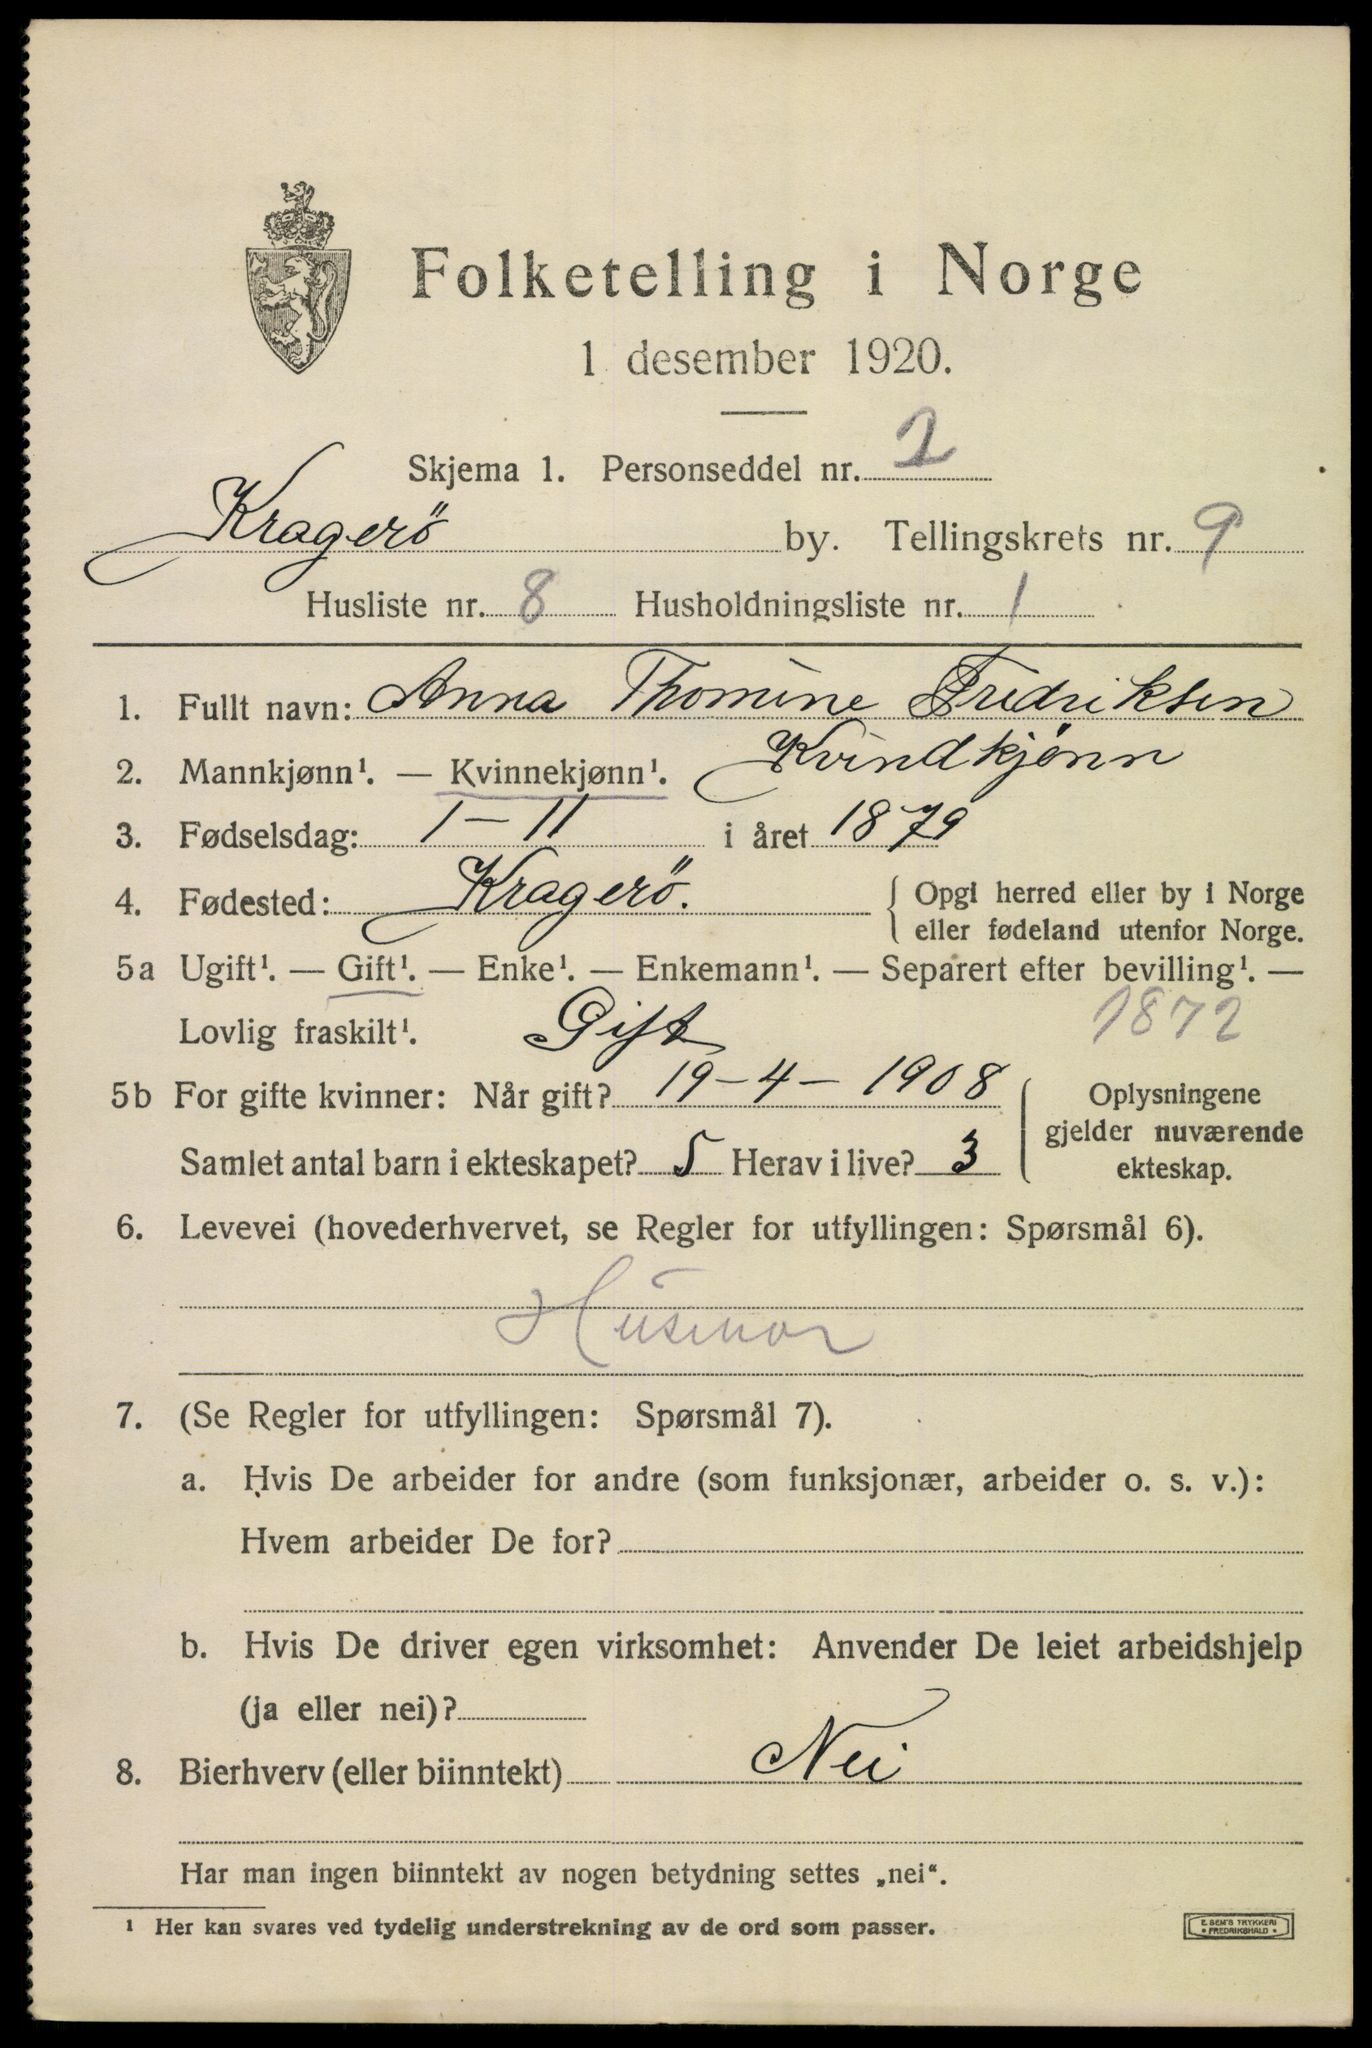 Folketelling i Norge
1 desember 1920.
Skjema 1. Personseddel nr. 2
Kragerö by. Tellingskrets nr. 9
Husliste nr. 8 Husholdningsliste nr. 1
1. Fullt navn: Anna Thomine Fredriksen
2. Mannkjønn¹. — Kvinnekjønn¹. Kvindkjønn
3. Fødselsdag: 1 – 11 i året 1879
4. Fødested: Kragerö. { Opgi herred eller by i Norge
eller fødeland utenfor Norge.
5a Ugift¹. — Gift¹. — Enke¹. — Enkemann¹. — Separert efter bevilling¹. —
Lovlig fraskilt¹. Gift 1872
5b For gifte kvinner: Når gift? 19 – 4 – 1908 { Oplysningene
gjelder nuværende
Samlet antal barn i ekteskapet? 5 Herav i live? 3 ekteskap.
6. Levevei (hovederhvervet, se Regler for utfyllingen: Spørsmål 6).
Husmor
7. (Se Regler for utfyllingen: Spørsmål 7).
a. Hvis De arbeider for andre (som funksjonær, arbeider o. s. v.):
Hvem arbeider De for?
b. Hvis De driver egen virksomhet: Anvender De leiet arbeidshjelp
(ja eller nei)?
8. Bierhverv (eller biinntekt) Nei
Har man ingen biinntekt av nogen betydning settes „nei“.
¹ Her kan svares ved tydelig understrekning av de ord som passer.
E. SEM'S TRYKKERI
• FREDRIKSHALD •